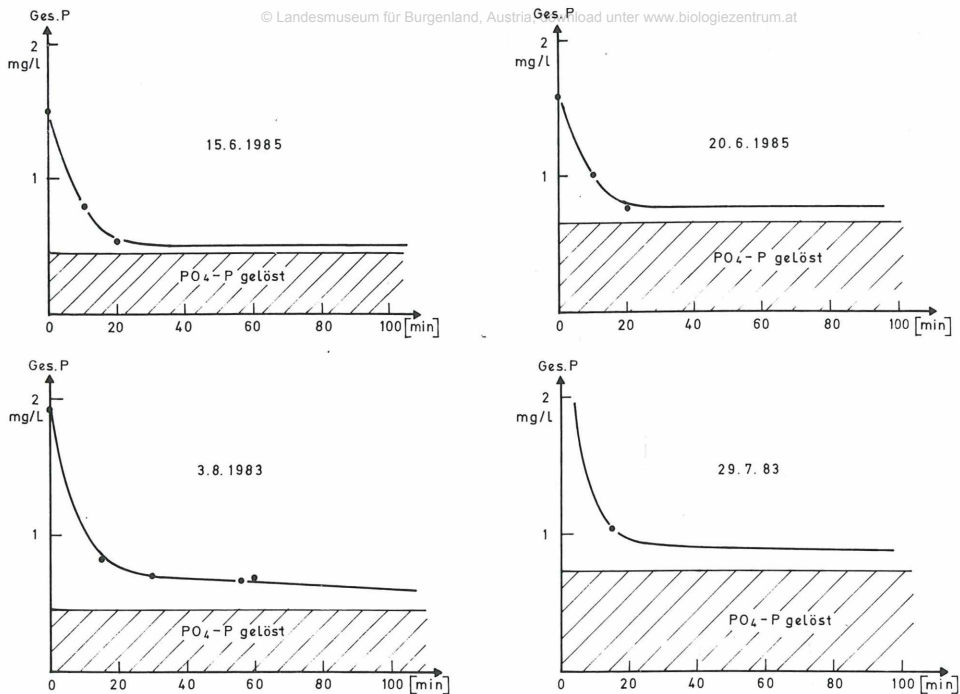 © Landesmuseum für Burgenland, Austria, download unter www.biologiezentrum.at
Ges.P
2
mg/l
1
15.6.1985
PO4-P gelöst
0 20 40 60 80 100 [min]
Ges.P
2
mg/l
1
20.6.1985
PO4-P gelöst
0 20 40 60 80 100 [min]
Ges.P
2
mg/L
1
3.8.1983
PO4-P gelöst
0 20 40 60 80 100 [min]
Ges.P
2
mg/l
1
29.7.83
PO4-P gelöst
0 20 40 60 80 100 [min]